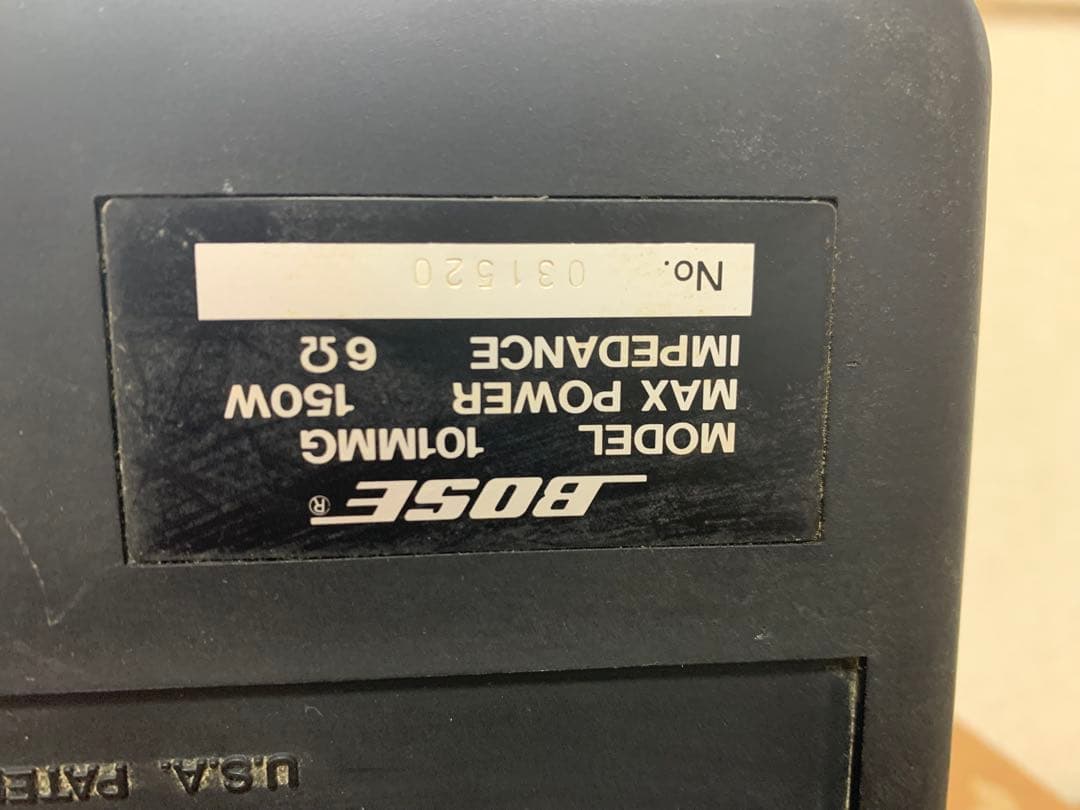 BOSE®
MODEL 101MMG
MAX POWER 150W
IMPEDANCE 6Ω
No. 031520
U.S.A. PATE